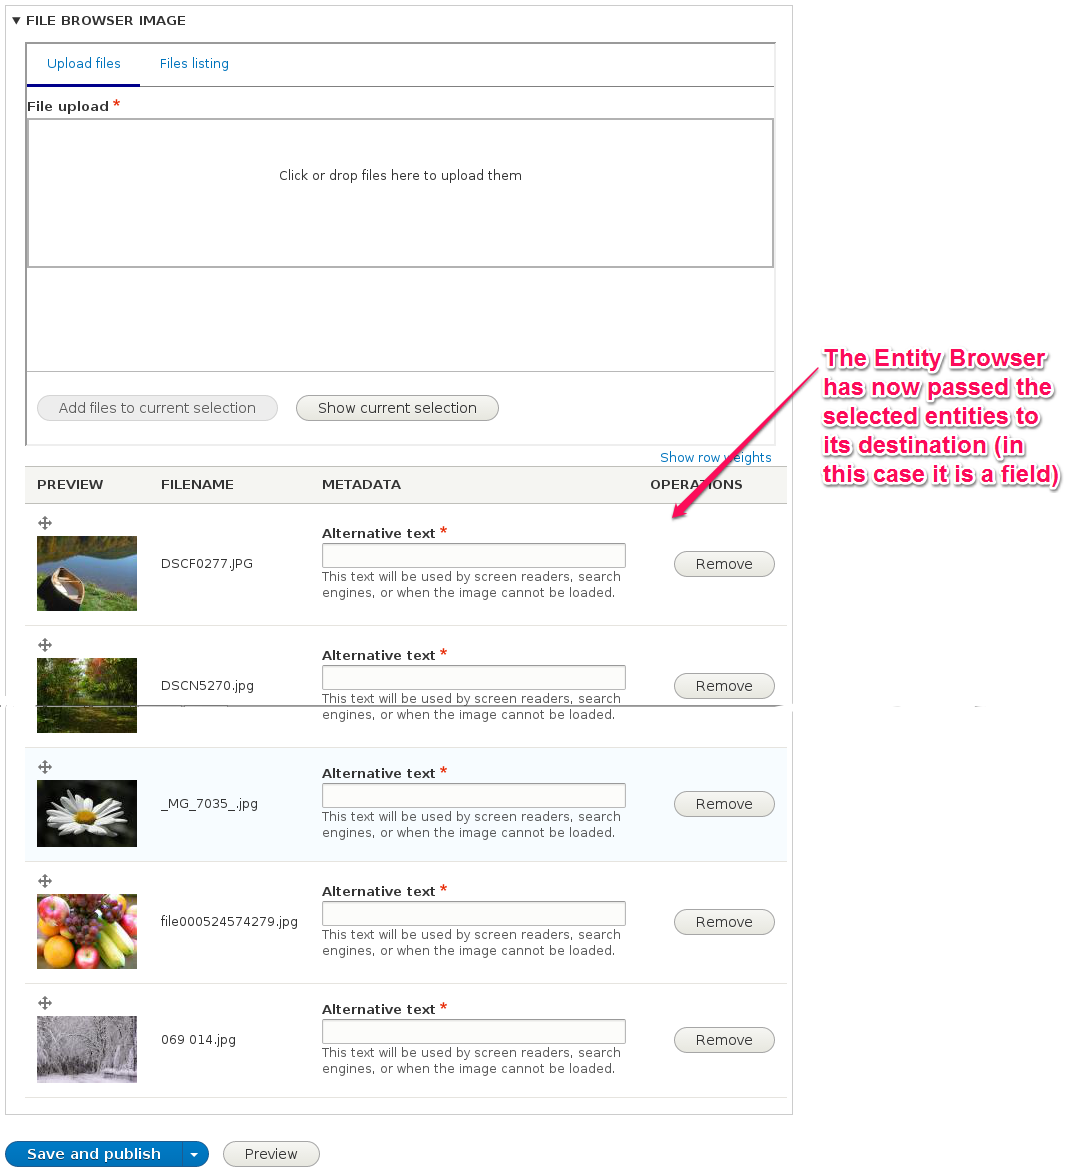 FILE BROWSER IMAGE
Upload files
Files listing
File upload *
Click or drop files here to upload them
Add files to current selection
Show current selection
The Entity Browser
has now passed the
selected entities to
its destination (in
this case it is a field)
Show row weights
PREVIEW
FILENAME
METADATA
OPERATIONS
DSCF0277.JPG
Alternative text *
This text will be used by screen readers, search
engines, or when the image cannot be loaded.
Remove
DSCN5270.jpg
Alternative text *
This text will be used by screen readers, search
engines, or when the image cannot be loaded.
Remove
_MG_7035_.jpg
Alternative text *
This text will be used by screen readers, search
engines, or when the image cannot be loaded.
Remove
file000524574279.jpg
Alternative text *
This text will be used by screen readers, search
engines, or when the image cannot be loaded.
Remove
069 014.jpg
Alternative text *
This text will be used by screen readers, search
engines, or when the image cannot be loaded.
Remove
Save and publish
Preview